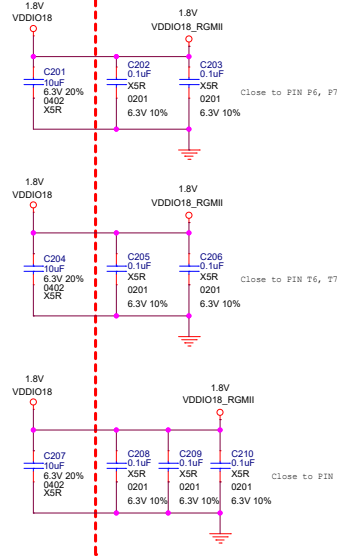 1.8V
VDDIO18
1.8V
VDDIO18_RGMII
C201
10uF
6.3V 20%
0402
X5R
C202
0.1uF
X5R
0201
6.3V 10%
C203
0.1uF
X5R
0201
6.3V 10%
Close to PIN P6, P7
1.8V
VDDIO18
1.8V
VDDIO18_RGMII
C204
10uF
6.3V 20%
0402
X5R
C205
0.1uF
X5R
0201
6.3V 10%
C206
0.1uF
X5R
0201
6.3V 10%
Close to PIN T6, T7
1.8V
VDDIO18
1.8V
VDDIO18_RGMII
C207
10uF
6.3V 20%
0402
X5R
C208
0.1uF
X5R
0201
6.3V 10%
C209
0.1uF
X5R
0201
6.3V 10%
C210
0.1uF
X5R
0201
6.3V 10%
Close to PIN